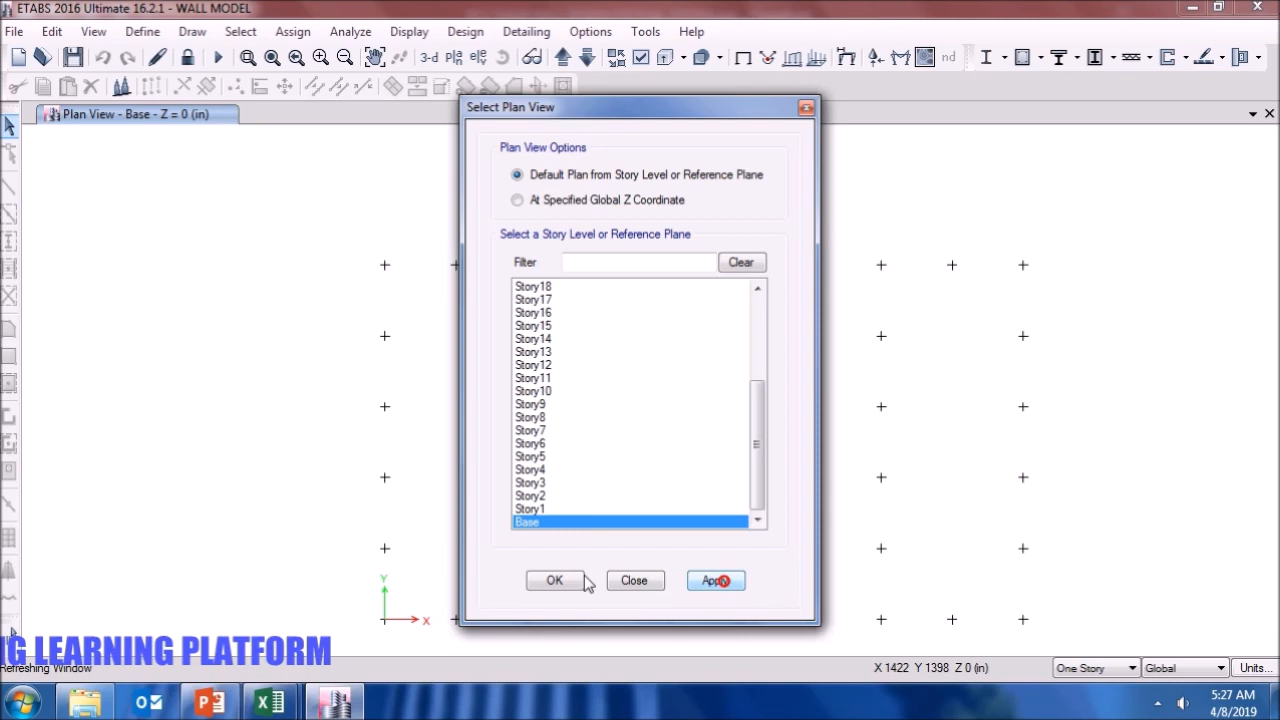 ETABS 2016 Ultimate 16.2.1 - WALL MODEL
File Edit View Define Draw Select Assign Analyze Display Design Detailing Options Tools Help
3-d
nd
Plan View - Base - Z = 0 (in)
Select Plan View
Plan View Options
Default Plan from Story Level or Reference Plane
At Specified Global Z Coordinate
Select a Story Level or Reference Plane
Filter
Clear
Story18
Story17
Story16
Story15
Story14
Story13
Story12
Story11
Story10
Story9
Story8
Story7
Story6
Story5
Story4
Story3
Story2
Story1
Base
OK Close Apply
Y
X
G LEARNING PLATFORM
Refreshing Window
X 1422 Y 1398 Z 0 (in)
One Story
Global
Units...
5:27 AM
4/8/2019